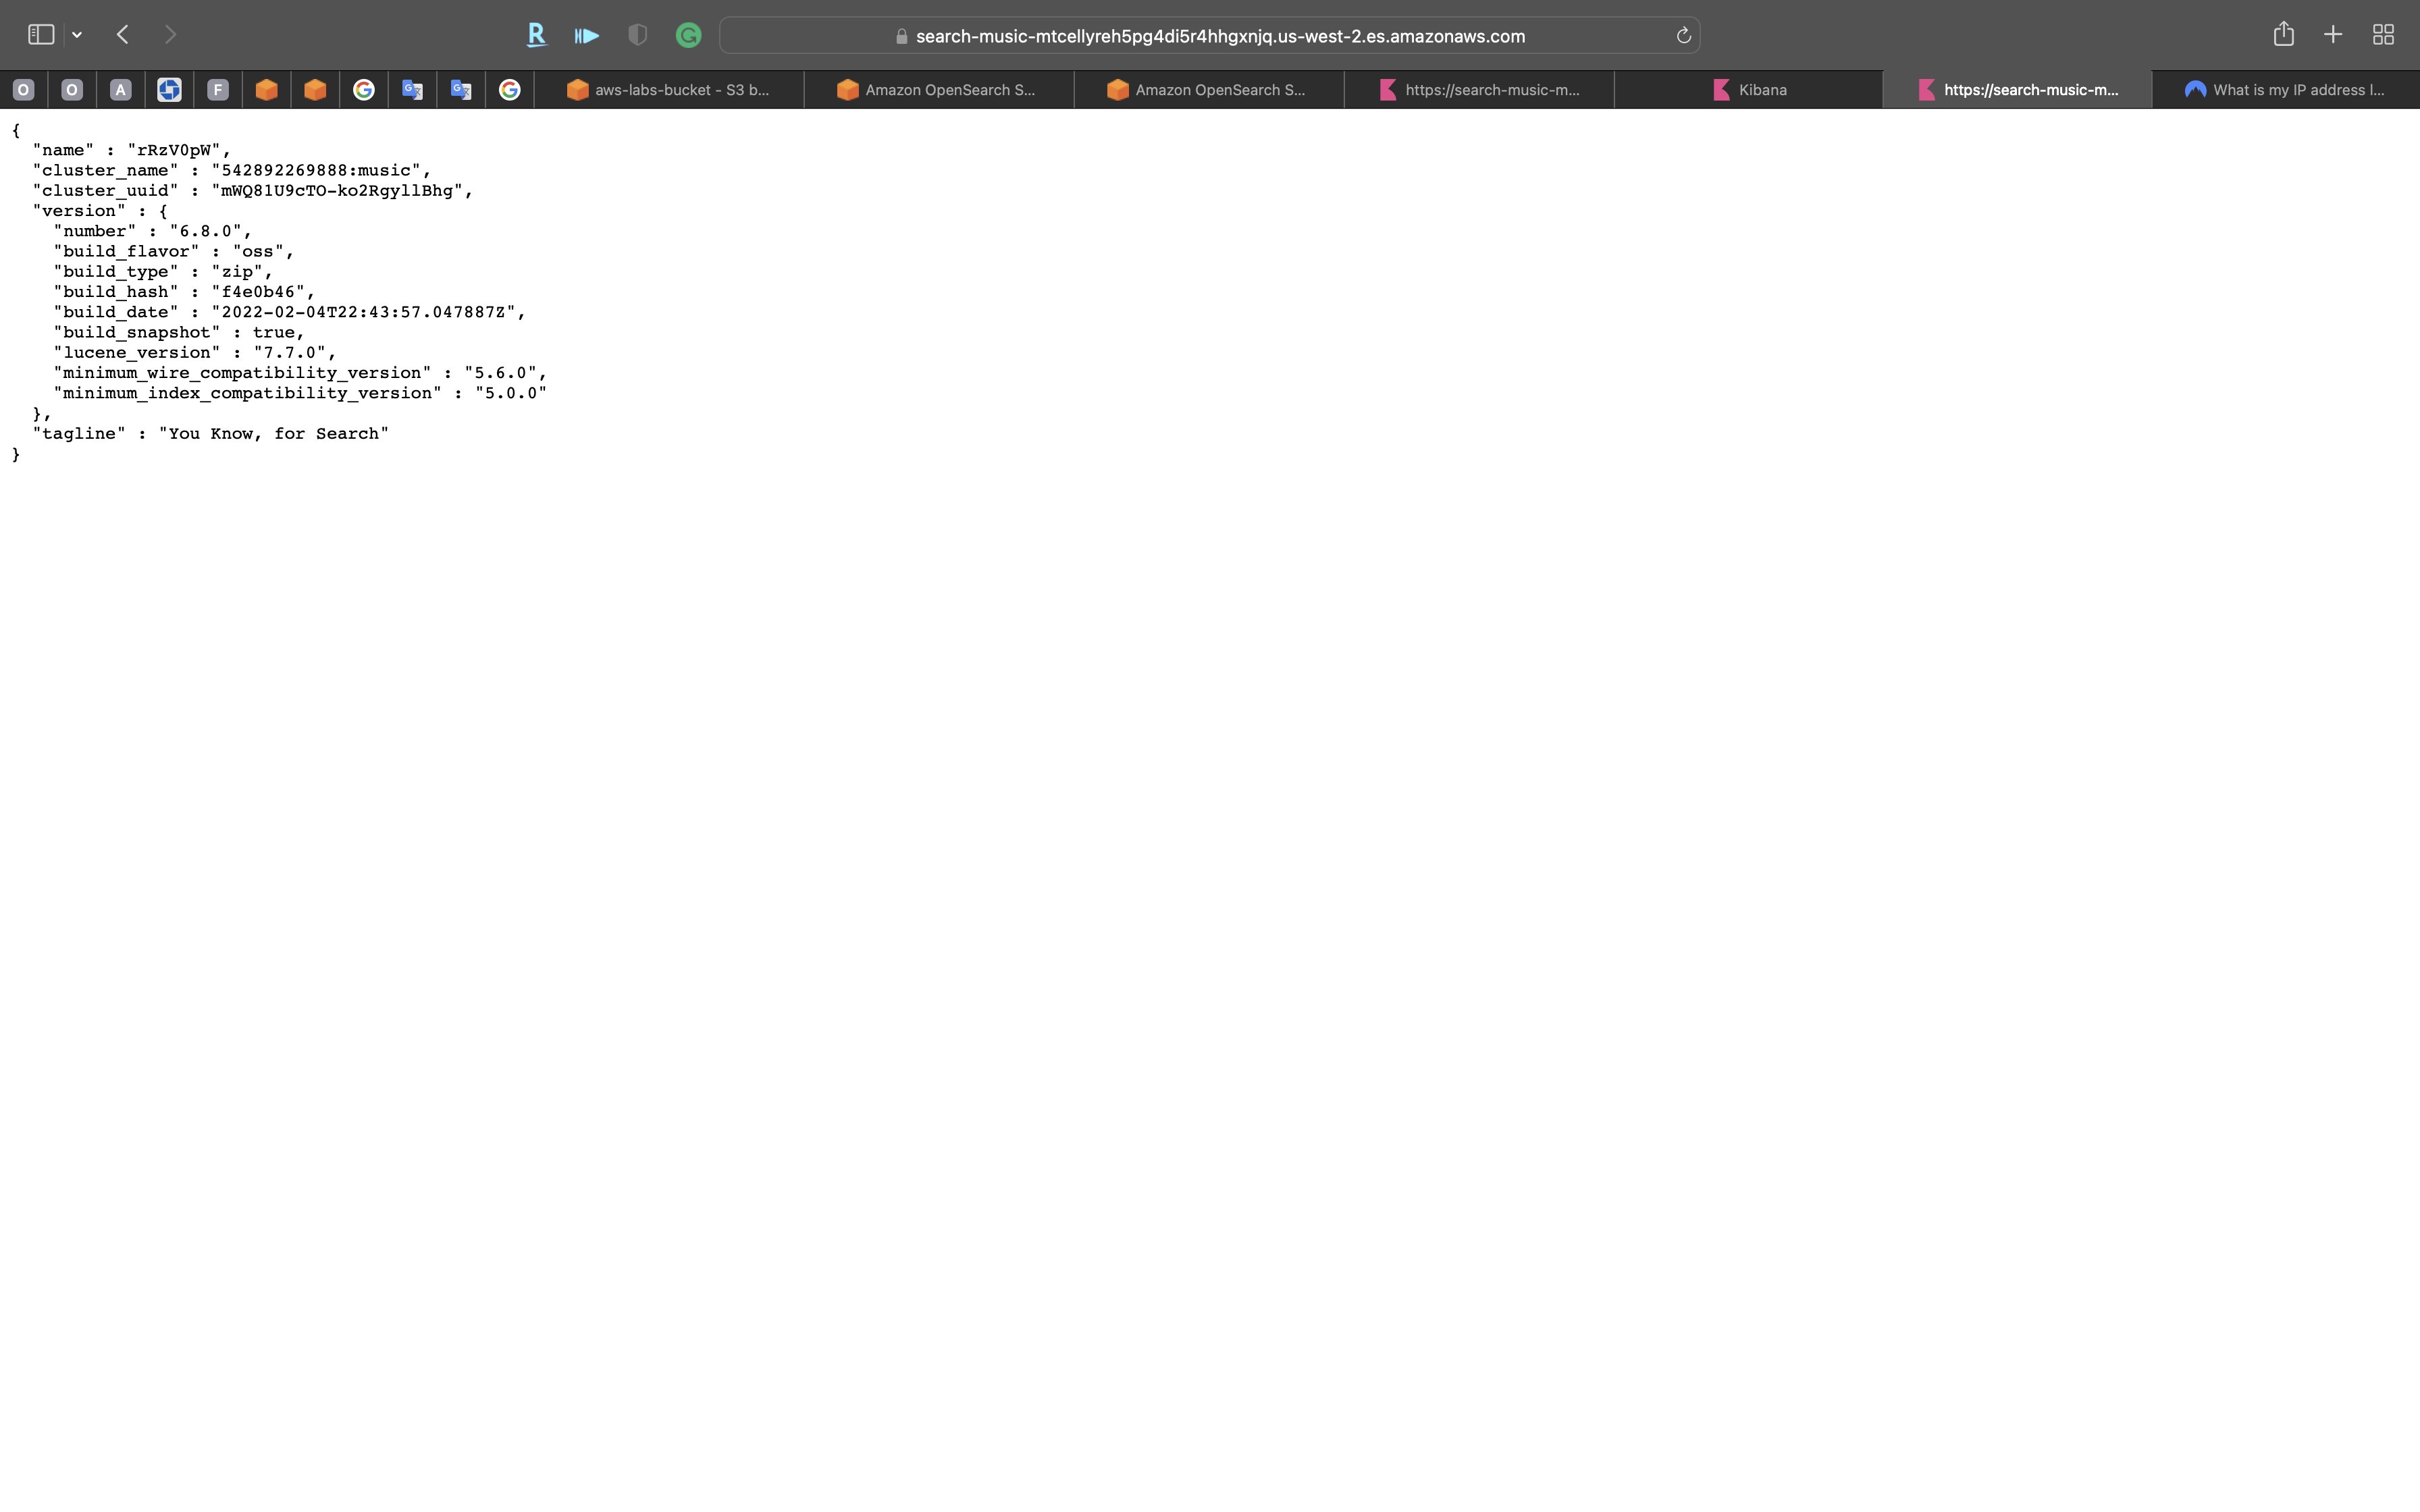 search-music-mtcellyreh5pg4di5r4hhgxnjq.us-west-2.es.amazonaws.com
O O A F aws-labs-bucket - S3 b... Amazon OpenSearch S... Amazon OpenSearch S... https://search-music-m... Kibana https://search-music-m... What is my IP address l...
{
  "name" : "rRzV0pW",
  "cluster_name" : "542892269888:music",
  "cluster_uuid" : "mWQ81U9cTO-ko2RgyllBhg",
  "version" : {
    "number" : "6.8.0",
    "build_flavor" : "oss",
    "build_type" : "zip",
    "build_hash" : "f4e0b46",
    "build_date" : "2022-02-04T22:43:57.047887Z",
    "build_snapshot" : true,
    "lucene_version" : "7.7.0",
    "minimum_wire_compatibility_version" : "5.6.0",
    "minimum_index_compatibility_version" : "5.0.0"
  },
  "tagline" : "You Know, for Search"
}